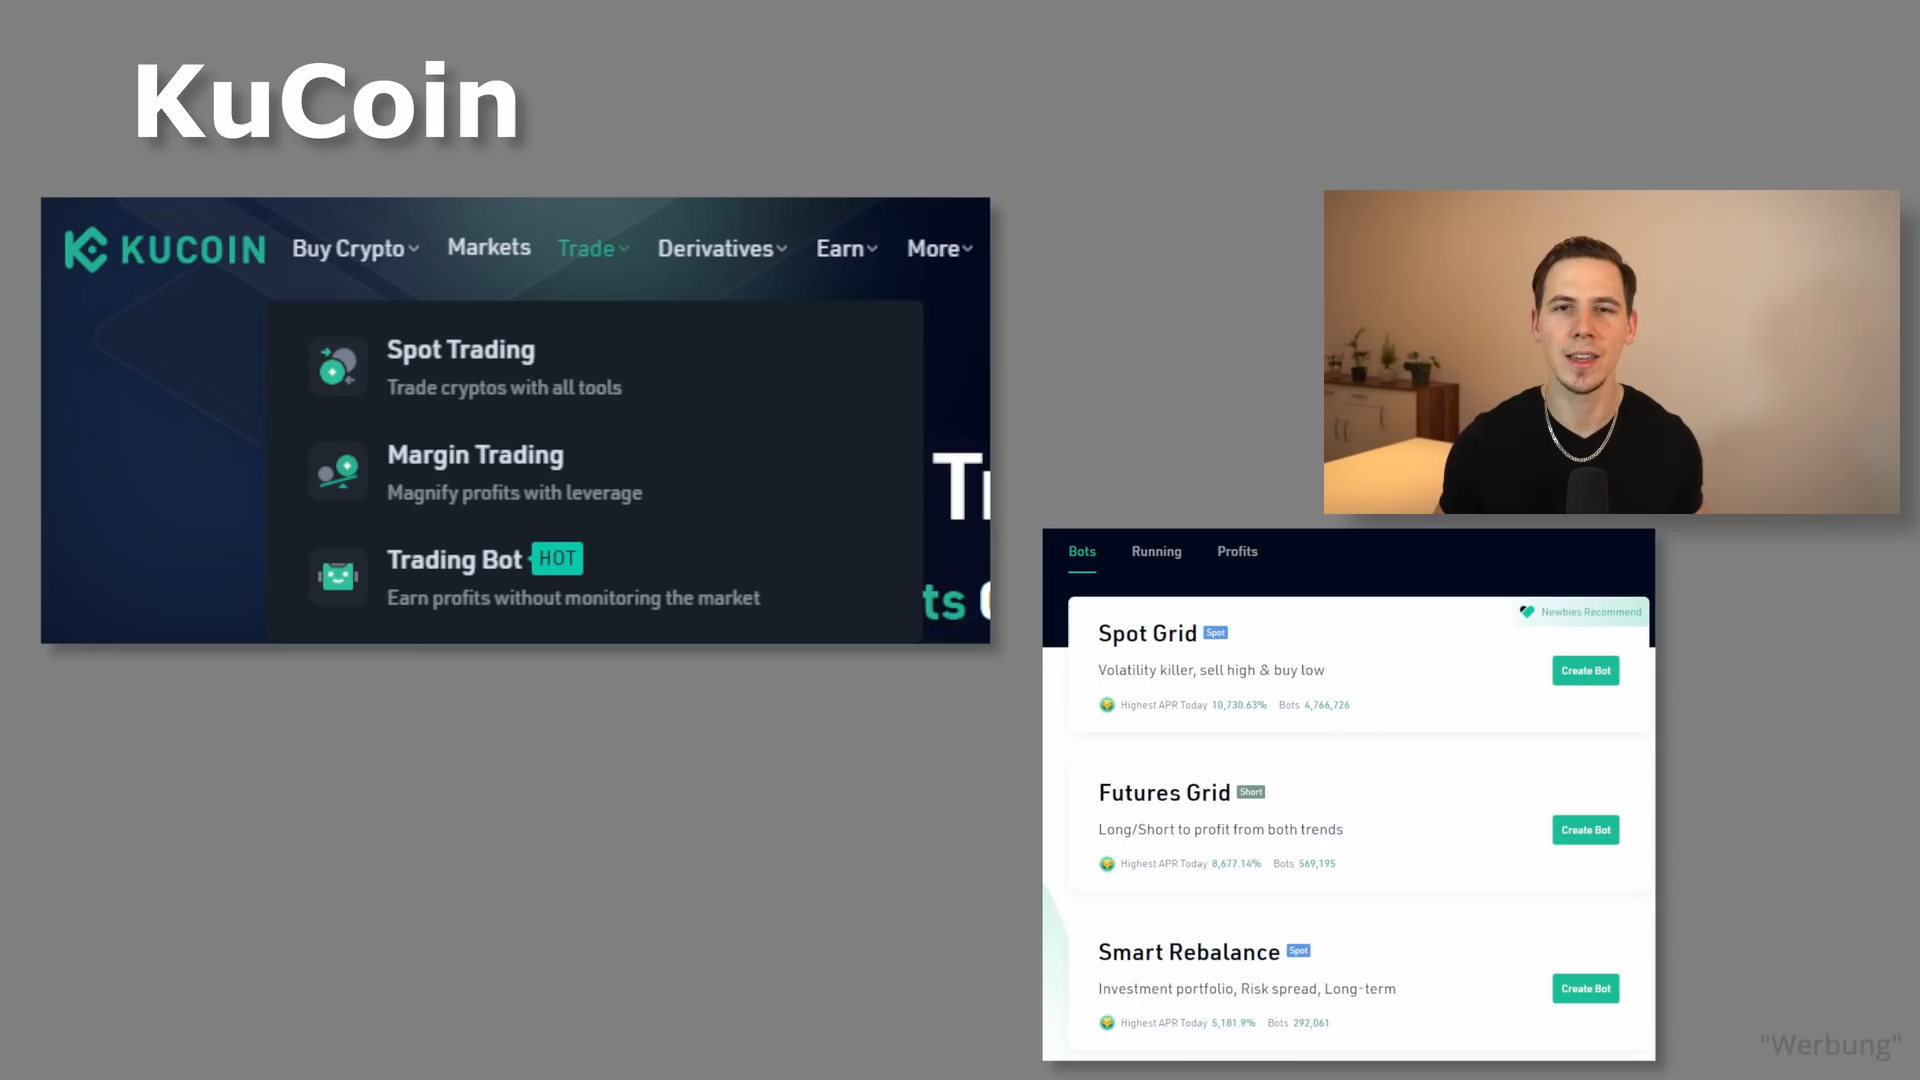 KuCoin
KUCOIN Buy Crypto Markets Trade Derivatives Earn More
Spot Trading
Trade cryptos with all tools
Margin Trading
Magnify profits with leverage
Trading Bot HOT
Earn profits without monitoring the market
Bots Running Profits
Newbies Recommend
Spot Grid Spot
Volatility killer, sell high & buy low
Create Bot
Highest APR Today 10,730.63% Bots 4,766,726
Futures Grid Short
Long/Short to profit from both trends
Create Bot
Highest APR Today 8,677.14% Bots 569,195
Smart Rebalance Spot
Investment portfolio, Risk spread, Long-term
Create Bot
Highest APR Today 5,181.9% Bots 292,061
"Werbung"